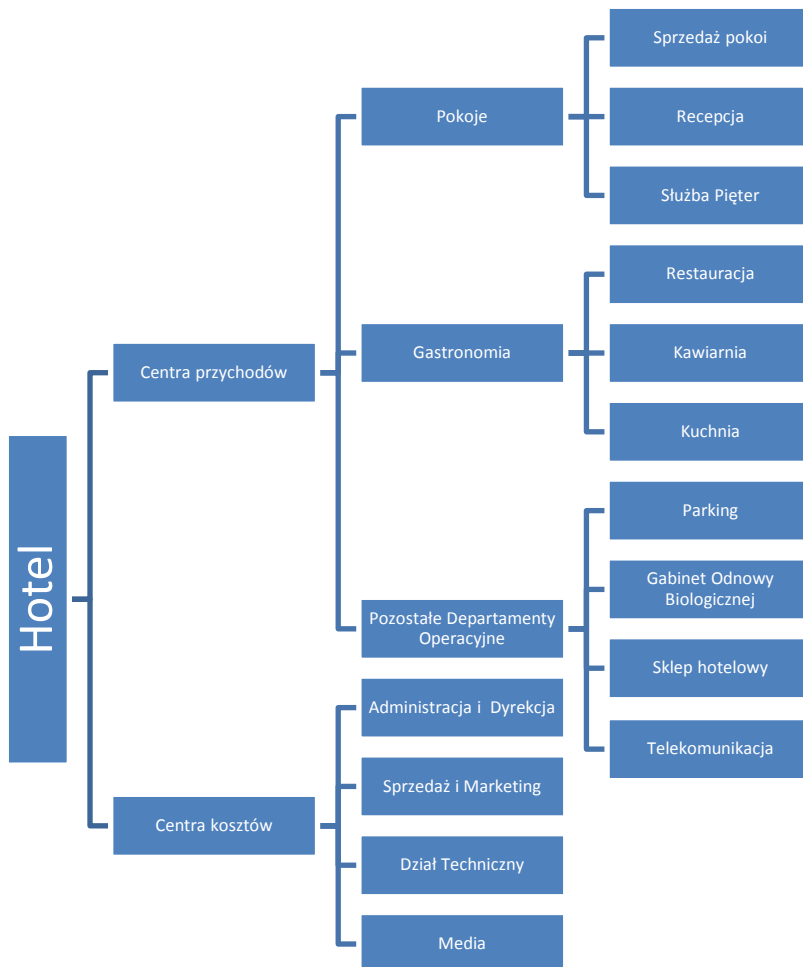 Hotel
Centra przychodów
Pokoje
Sprzedaż pokoi
Recepcja
Służba Pięter
Gastronomia
Restauracja
Kawiarnia
Kuchnia
Pozostałe Departamenty
Operacyjne
Parking
Gabinet Odnowy
Biologicznej
Sklep hotelowy
Telekomunikacja
Centra kosztów
Administracja i  Dyrekcja
Sprzedaż i Marketing
Dział Techniczny
Media